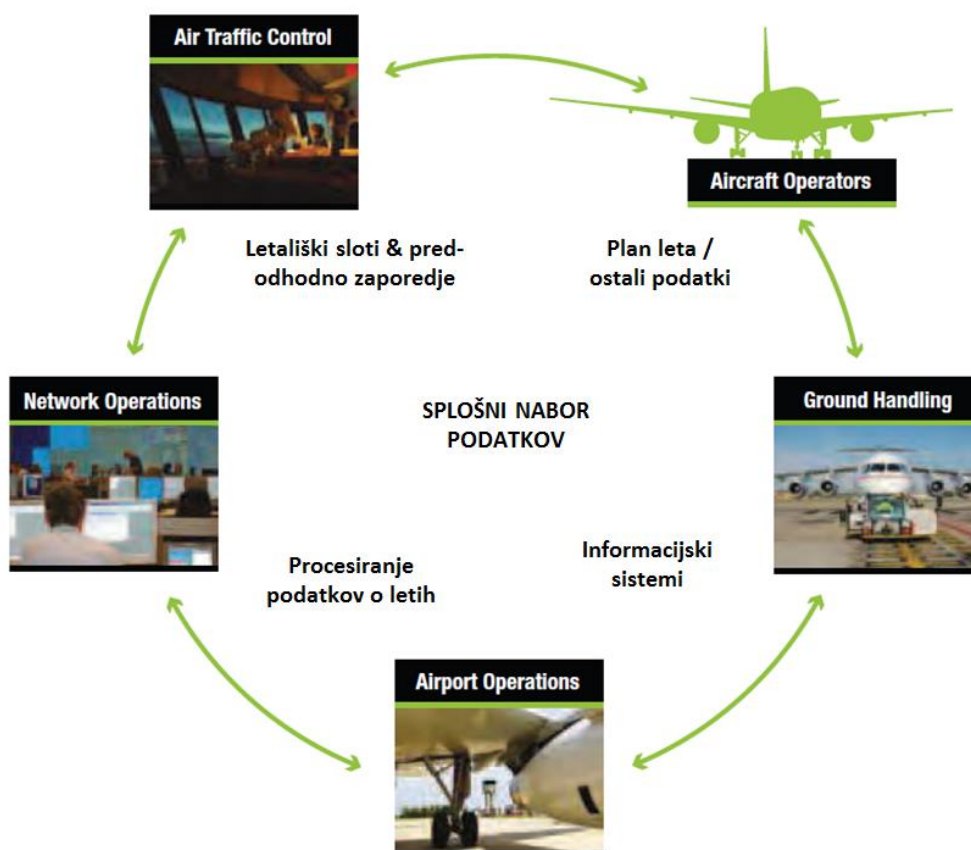 Air Traffic Control
Aircraft Operators
Letališki sloti & pred-
odhodno zaporedje
Plan leta /
ostali podatki
Network Operations
SPLOŠNI NABOR
PODATKOV
Ground Handling
Procesiranje
podatkov o letih
Informacijski
sistemi
Airport Operations